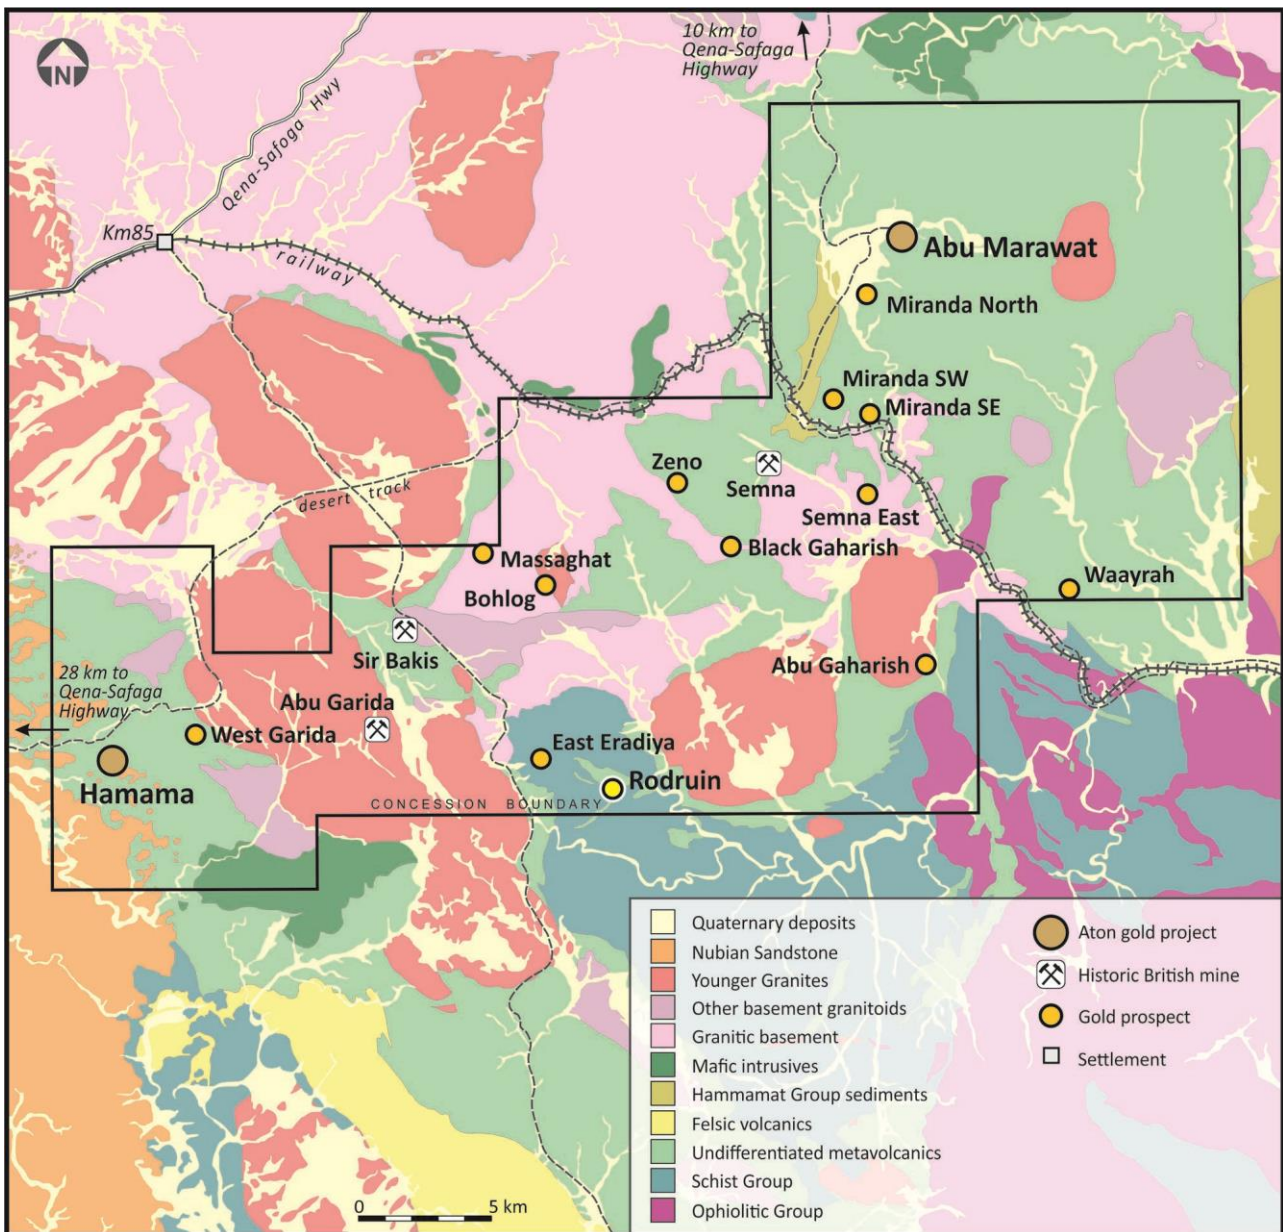 10 km to
Qena-Safaga
Highway
N
Qena-Safoga Hwy
Km85
railway
Abu Marawat
Miranda North
Miranda SW
Miranda SE
Zeno
Semna
Semna East
desert track
Black Gaharish
Massaghat
Bohlog
Waayrah
Sir Bakis
28 km to
Qena-Safaga
Highway
Abu Gaharish
Abu Garida
West Garida
East Eradiya
Hamama
Rodruin
CONCESSION BOUNDARY
Quaternary deposits
Nubian Sandstone
Younger Granites
Other basement granitoids
Granitic basement
Mafic intrusives
Hammamat Group sediments
Felsic volcanics
Undifferentiated metavolcanics
Schist Group
Ophiolitic Group
Aton gold project
Historic British mine
Gold prospect
Settlement
0 5 km